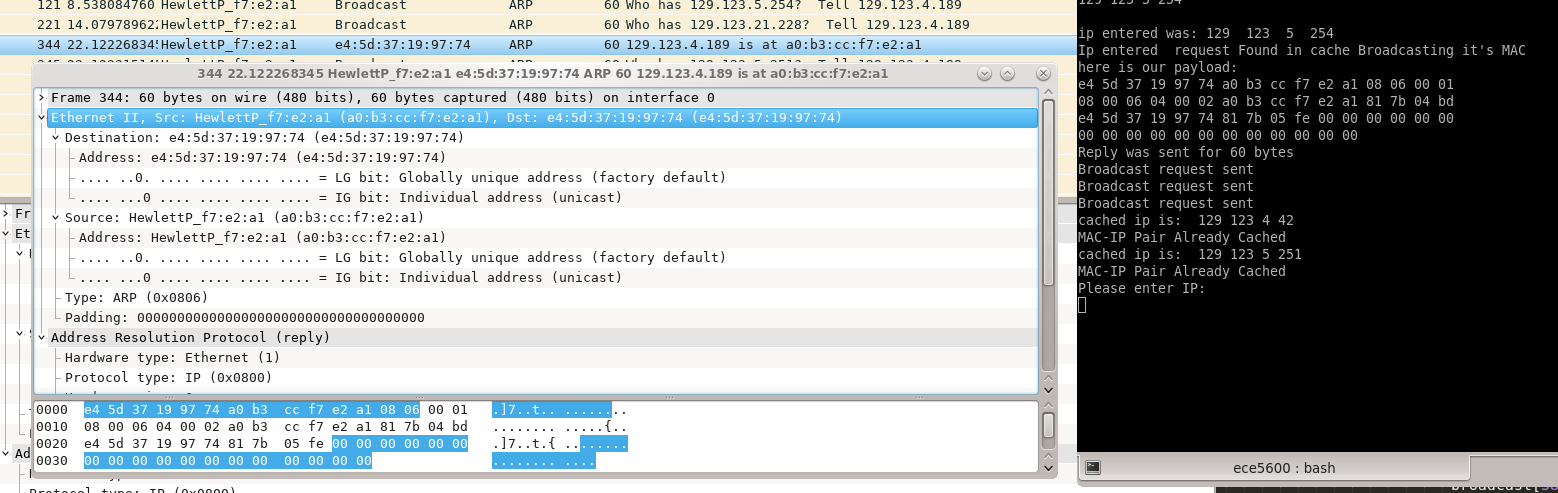 121 8.538084760 HewlettP_f7:e2:a1 Broadcast ARP 60 Who has 129.123.5.254? Tell 129.123.4.189
221 14.07978962 HewlettP_f7:e2:a1 Broadcast ARP 60 Who has 129.123.21.228? Tell 129.123.4.189
344 22.12226834 HewlettP_f7:e2:a1 e4:5d:37:19:97:74 ARP 60 129.123.4.189 is at a0:b3:cc:f7:e2:a1
344 22.122268345 HewlettP_f7:e2:a1 e4:5d:37:19:97:74 ARP 60 129.123.4.189 is at a0:b3:cc:f7:e2:a1
Frame 344: 60 bytes on wire (480 bits), 60 bytes captured (480 bits) on interface 0
Ethernet II, Src: HewlettP_f7:e2:a1 (a0:b3:cc:f7:e2:a1), Dst: e4:5d:37:19:97:74 (e4:5d:37:19:97:74)
Destination: e4:5d:37:19:97:74 (e4:5d:37:19:97:74)
Address: e4:5d:37:19:97:74 (e4:5d:37:19:97:74)
.... ..0. .... .... .... .... = LG bit: Globally unique address (factory default)
.... ...0 .... .... .... .... = IG bit: Individual address (unicast)
Source: HewlettP_f7:e2:a1 (a0:b3:cc:f7:e2:a1)
Address: HewlettP_f7:e2:a1 (a0:b3:cc:f7:e2:a1)
.... ..0. .... .... .... .... = LG bit: Globally unique address (factory default)
.... ...0 .... .... .... .... = IG bit: Individual address (unicast)
Type: ARP (0x0806)
Padding: 000000000000000000000000000000000000
Address Resolution Protocol (reply)
Hardware type: Ethernet (1)
Protocol type: IP (0x0800)
0000 e4 5d 37 19 97 74 a0 b3 cc f7 e2 a1 08 06 00 01 .]7..t.. ........
0010 08 00 06 04 00 02 a0 b3 cc f7 e2 a1 81 7b 04 bd ........ .....{..
0020 e4 5d 37 19 97 74 81 7b 05 fe 00 00 00 00 00 00 .]7..t.{ ........
0030 00 00 00 00 00 00 00 00 00 00 00 00 ........ ....
Fr
Et
Ad
Protocol type: IP (0x0800)
129 123 5 254
ip entered was: 129 123 5 254
Ip entered request Found in cache Broadcasting it's MAC
here is our payload:
e4 5d 37 19 97 74 a0 b3 cc f7 e2 a1 08 06 00 01
08 00 06 04 00 02 a0 b3 cc f7 e2 a1 81 7b 04 bd
e4 5d 37 19 97 74 81 7b 05 fe 00 00 00 00 00 00
00 00 00 00 00 00 00 00 00 00 00 00
Reply was sent for 60 bytes
Broadcast request sent
Broadcast request sent
Broadcast request sent
cached ip is: 129 123 4 42
MAC-IP Pair Already Cached
cached ip is: 129 123 5 251
MAC-IP Pair Already Cached
Please enter IP:
ece5600 : bash